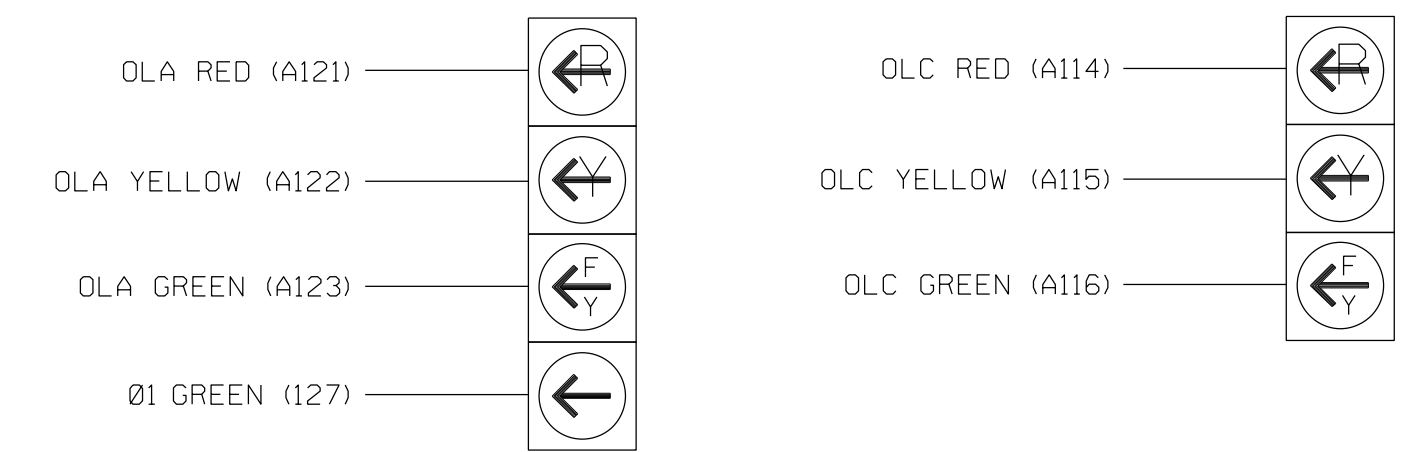 OLA RED (A121)
R
OLA YELLOW (A122)
Y
OLA GREEN (A123)
F
Y
Ø1 GREEN (127)
OLC RED (A114)
R
OLC YELLOW (A115)
Y
OLC GREEN (A116)
F
Y